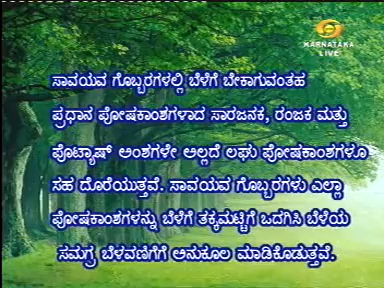 KARNATAKA
LIVE
ಸಾವಯವ ಗೊಬ್ಬರಗಳಲ್ಲಿ ಬೆಳೆಗೆ ಬೇಕಾಗುವಂತಹ
ಪ್ರಧಾನ ಪೋಷಕಾಂಶಗಳಾದ ಸಾರಜನಕ, ರಂಜಕ ಮತ್ತು
ಪೊಟ್ಯಾಷ್ ಅಂಶಗಳೇ ಅಲ್ಲದೆ ಲಘು ಪೋಷಕಾಂಶಗಳೂ
ಸಹ ದೊರೆಯುತ್ತವೆ. ಸಾವಯವ ಗೊಬ್ಬರಗಳು ಎಲ್ಲಾ
ಪೋಷಕಾಂಶಗಳನ್ನು ಬೆಳೆಗೆ ತಕ್ಕಮಟ್ಟಿಗೆ ಒದಗಿಸಿ ಬೆಳೆಯ
ಸಮಗ್ರ ಬೆಳವಣಿಗೆಗೆ ಅನುಕೂಲ ಮಾಡಿಕೊಡುತ್ತವೆ.